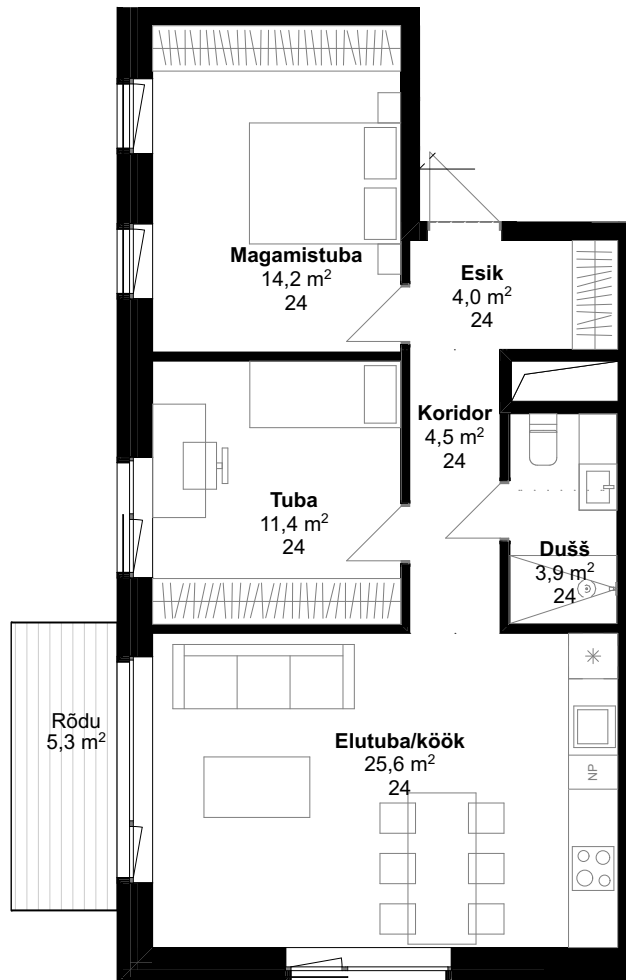 Magamistuba
14,2 m²
24
Esik
4,0 m²
24
Koridor
4,5 m²
24
Tuba
11,4 m²
24
Dušš
3,9 m²
24
Rõdu
5,3 m²
Elutuba/köök
25,6 m²
24
NP